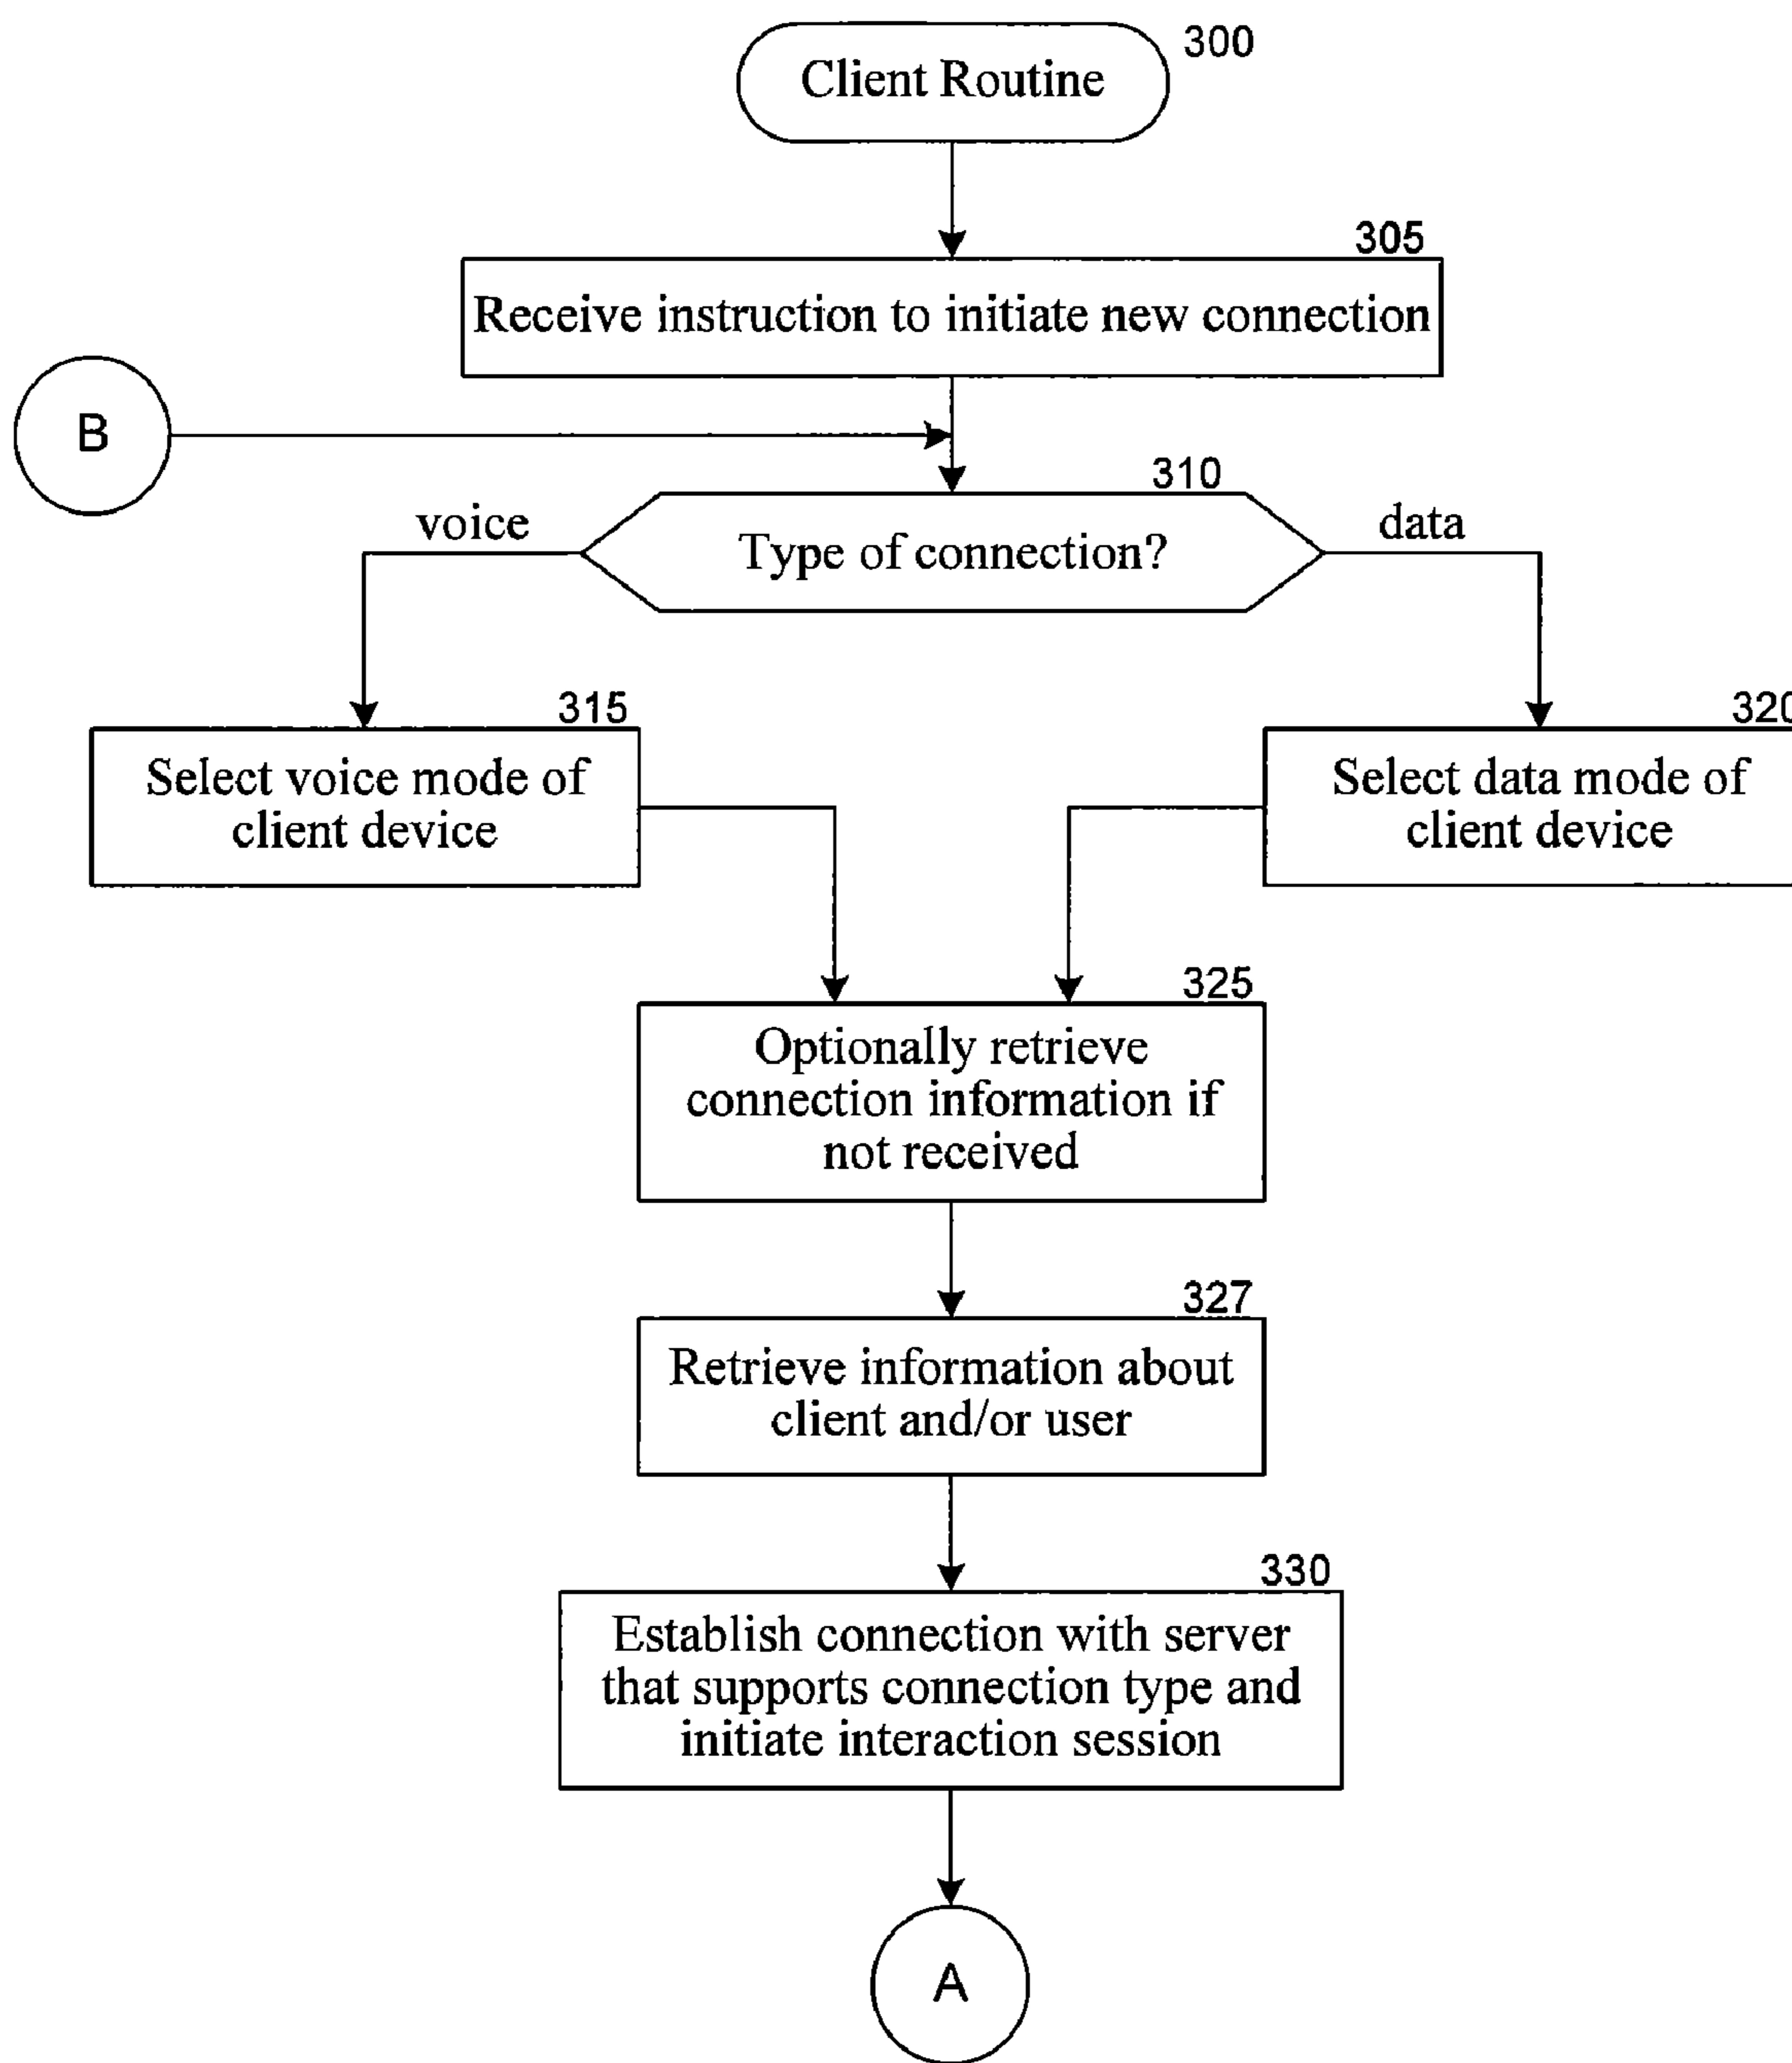 300
Client Routine
305
Receive instruction to initiate new connection
B
310
voice
Type of connection?
data
315
Select voice mode of
client device
320
Select data mode of
client device
325
Optionally retrieve
connection information if
not received
327
Retrieve information about
client and/or user
330
Establish connection with server
that supports connection type and
initiate interaction session
A